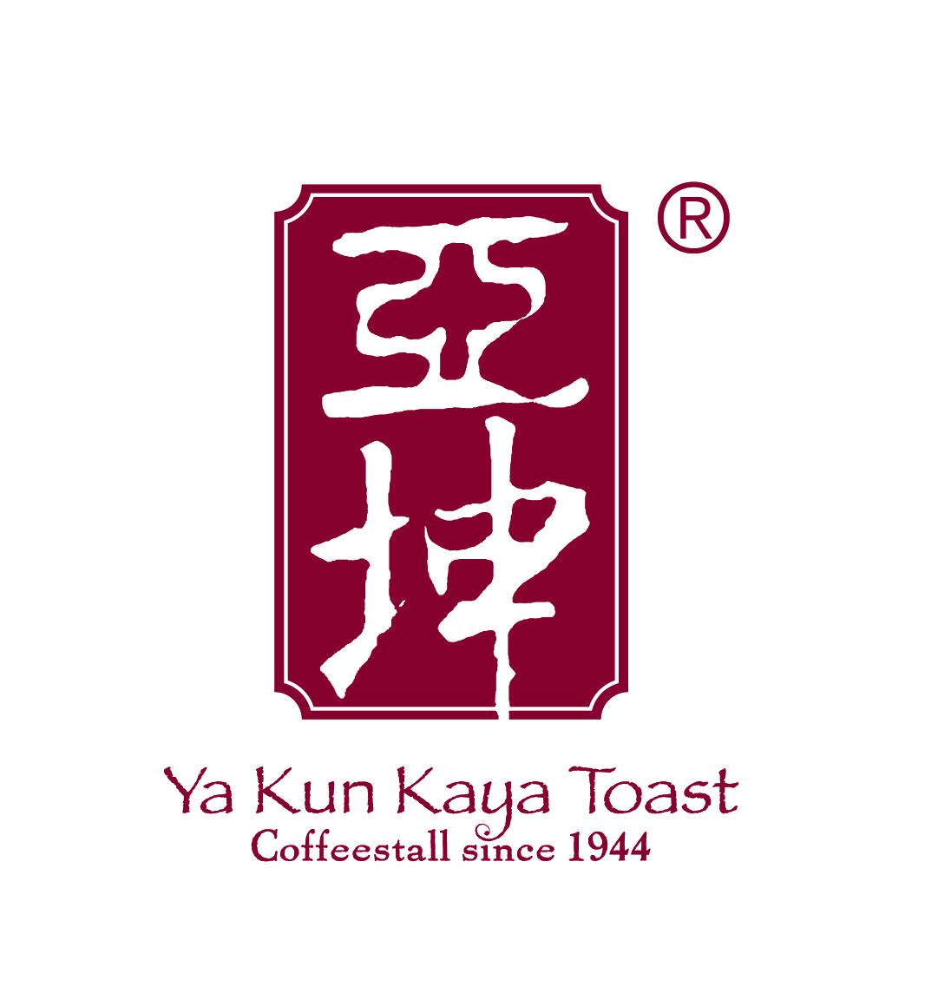 亞坤
®
Ya Kun Kaya Toast
Coffeestall since 1944